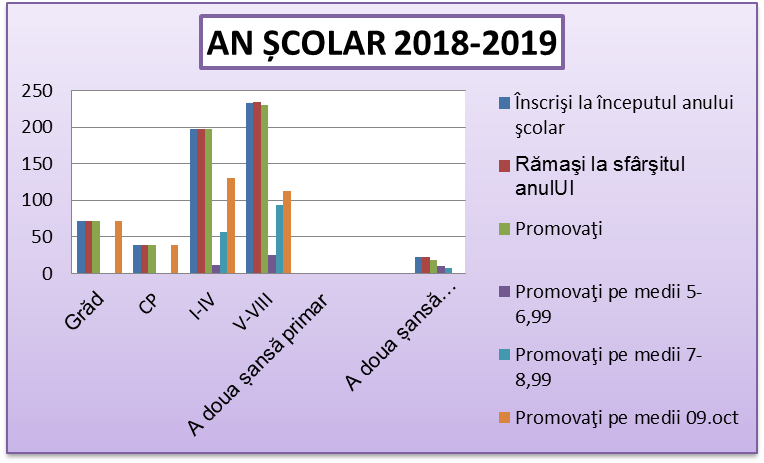 AN ȘCOLAR 2018-2019
250
200
150
100
50
0
Grăd
CP
I-IV
V-VIII
A doua șansă primar
A doua șansă…
Înscrişi la începutul anului
şcolar
Rămaşi la sfârşitul
anulUI
Promovaţi
Promovaţi pe medii 5-
6,99
Promovaţi pe medii 7-
8,99
Promovaţi pe medii 09.oct